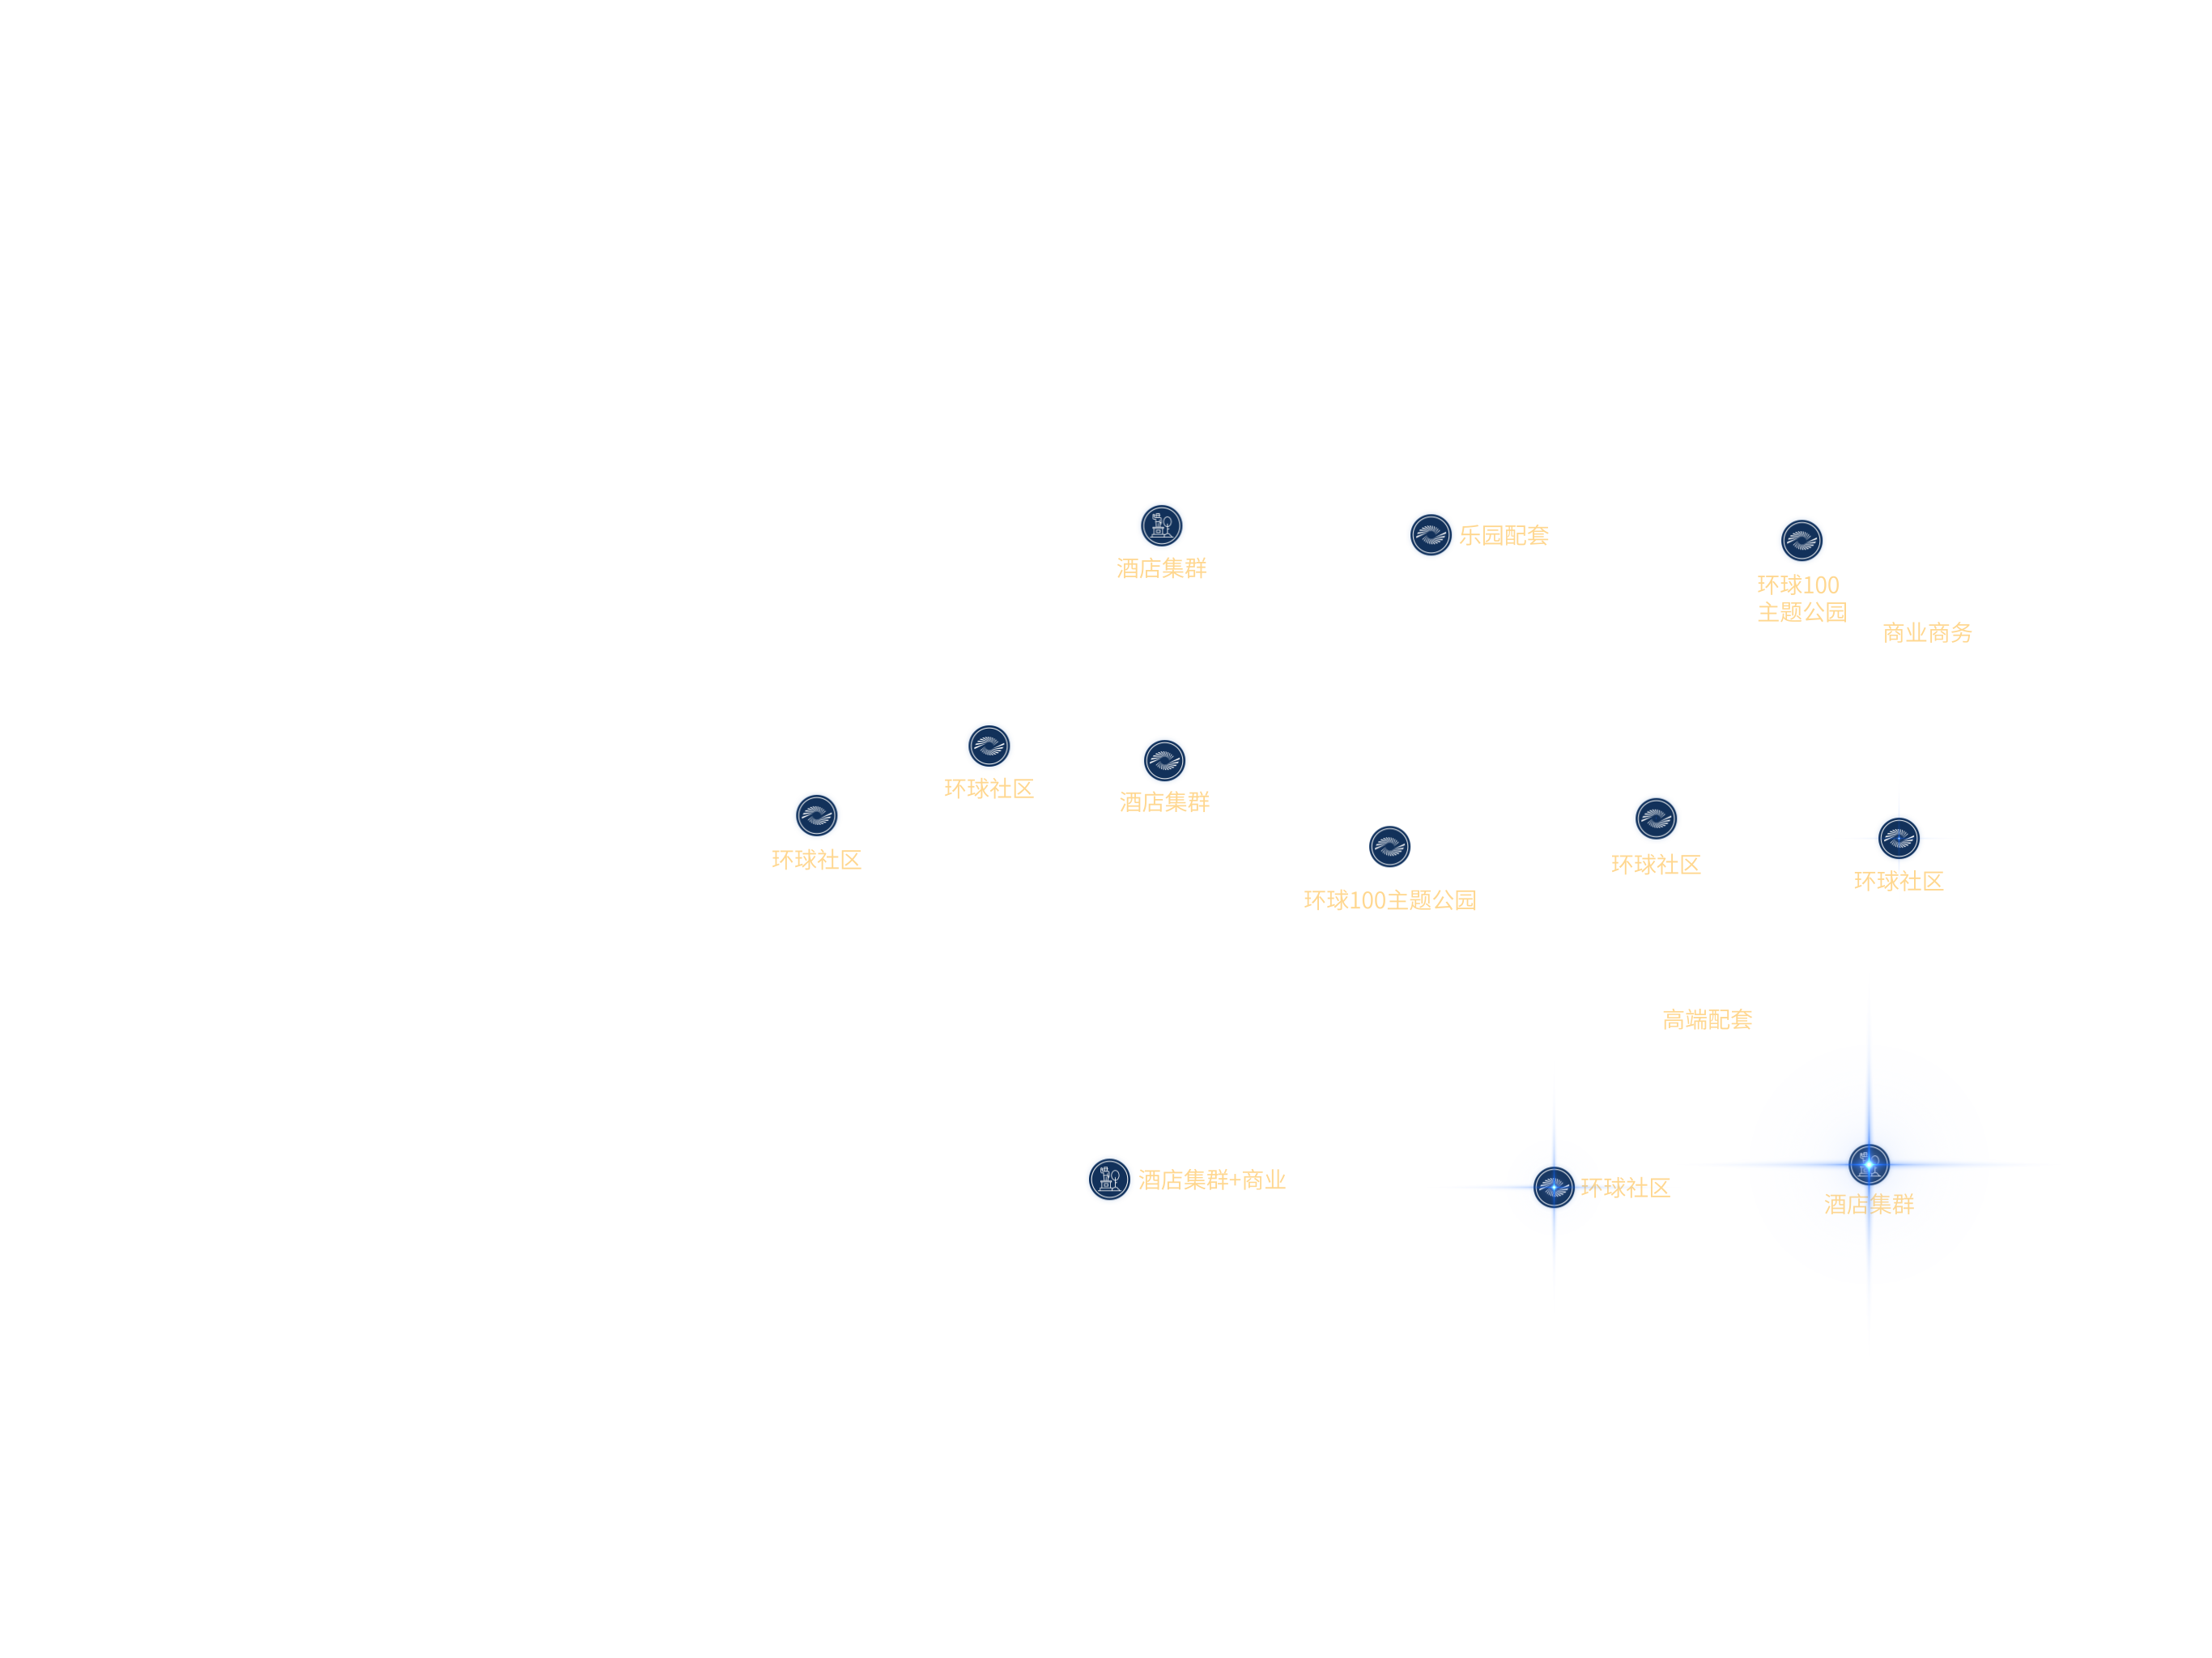 酒店集群
乐园配套
环球100
主题公园
商业商务
环球社区
酒店集群
环球社区
环球社区
环球社区
环球100主题公园
高端配套
酒店集群+商业
环球社区
酒店集群